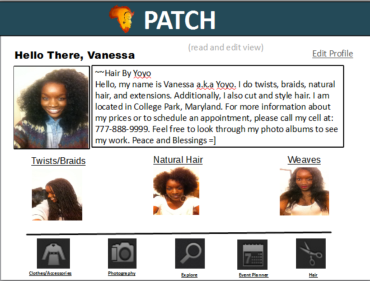 PATCH
(read and edit view)
Hello There, Vanessa
Edit Profile
~~Hair By Yoyo
Hello, my name is Vanessa a.k.a Yoyo. I do twists, braids, natural
hair, and extensions. Additionally, I also cut and style hair. I am
located in College Park, Maryland. For more information about
my prices or to schedule an appointment, please call my cell at:
777-888-9999. Feel free to look through my photo albums to see
my work. Peace and Blessings =]
Twists/Braids
Natural Hair
Weaves
7
Clothes/Accessories
Photography
Explore
Event Planner
Hair